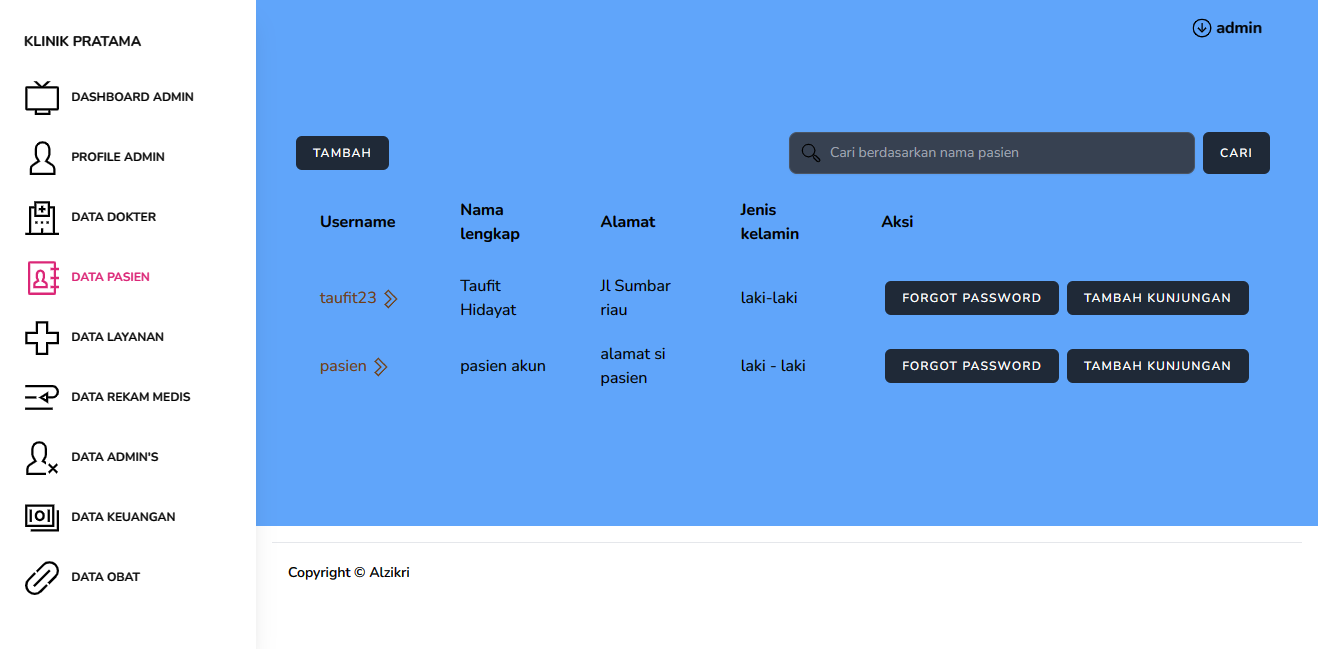 KLINIK PRATAMA
DASHBOARD ADMIN
PROFILE ADMIN
DATA DOKTER
DATA PASIEN
DATA LAYANAN
DATA REKAM MEDIS
DATA ADMIN'S
DATA KEUANGAN
DATA OBAT
admin
TAMBAH
Cari berdasarkan nama pasien
CARI
Username
Nama
lengkap
Alamat
Jenis
kelamin
Aksi
taufit23
Taufit
Hidayat
Jl Sumbar
riau
laki-laki
FORGOT PASSWORD
TAMBAH KUNJUNGAN
pasien
pasien akun
alamat si
pasien
laki - laki
FORGOT PASSWORD
TAMBAH KUNJUNGAN
Copyright © Alzikri